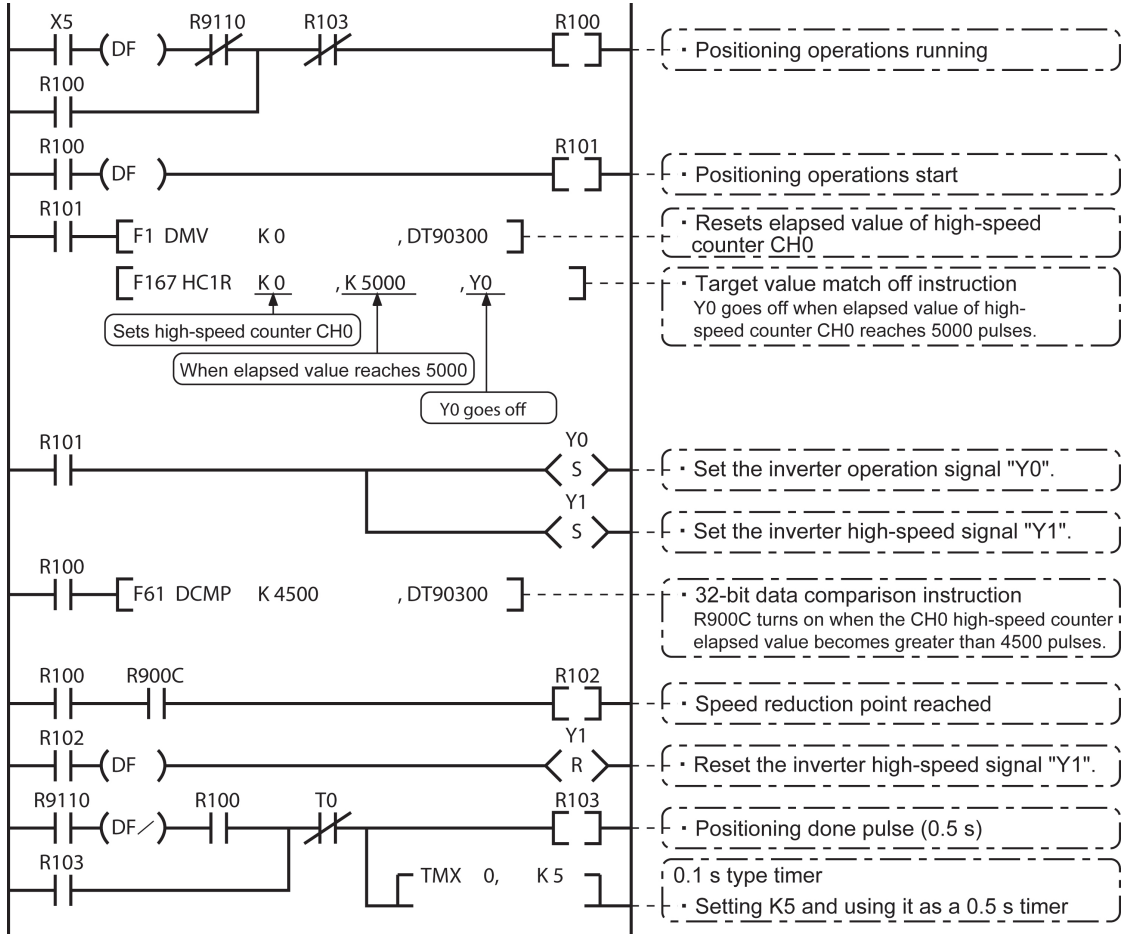 X5 R9110 R103 R100
DF
· Positioning operations running
R100
R100 R101
DF
· Positioning operations start
R101
F1 DMV K 0 , DT90300
· Resets elapsed value of high-speed
counter CH0
F167 HC1R K 0 , K 5000 , Y0
· Target value match off instruction
Y0 goes off when elapsed value of high-
speed counter CH0 reaches 5000 pulses.
Sets high-speed counter CH0
When elapsed value reaches 5000
Y0 goes off
R101 Y0
S
· Set the inverter operation signal "Y0".
Y1
S
· Set the inverter high-speed signal "Y1".
R100
F61 DCMP K 4500 , DT90300
· 32-bit data comparison instruction
R900C turns on when the CH0 high-speed counter
elapsed value becomes greater than 4500 pulses.
R100 R900C R102
· Speed reduction point reached
R102 Y1
DF R
· Reset the inverter high-speed signal "Y1".
R9110 R100 T0 R103
DF/
· Positioning done pulse (0.5 s)
R103
TMX 0, K 5
0.1 s type timer
· Setting K5 and using it as a 0.5 s timer